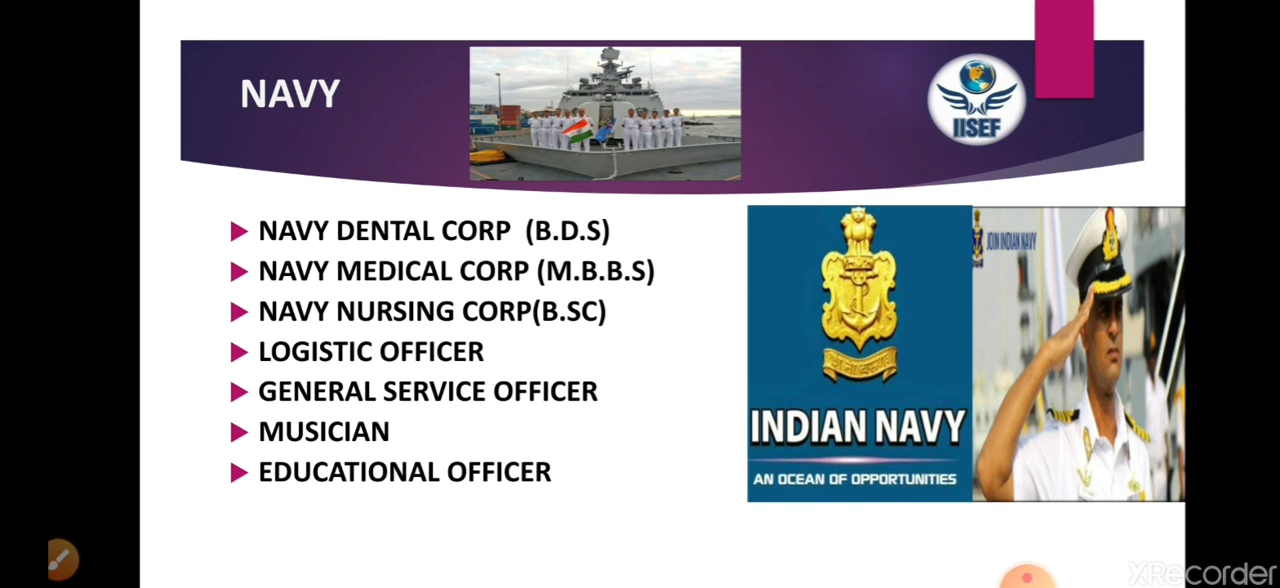 NAVY
IISEF
NAVY DENTAL CORP (B.D.S)
NAVY MEDICAL CORP (M.B.B.S)
NAVY NURSING CORP(B.SC)
LOGISTIC OFFICER
GENERAL SERVICE OFFICER
MUSICIAN
EDUCATIONAL OFFICER
INDIAN NAVY
AN OCEAN OF OPPORTUNITIES
JOIN INDIAN NAVY
XRecorder